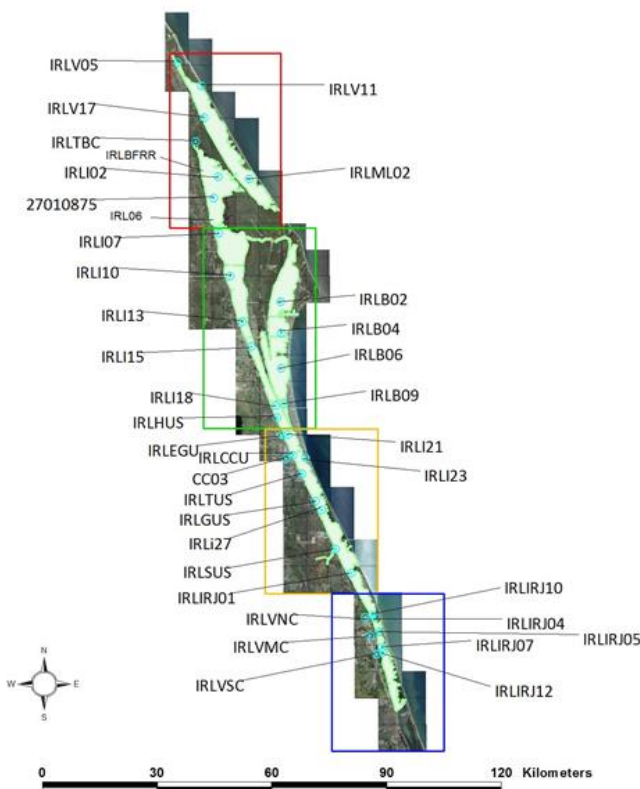 IRLV05
IRLV11
IRLV17
IRLTBC
IRLBFRR
IRLI02
IRLML02
27010875
IRL06
IRLI07
IRLI10
IRLB02
IRLI13
IRLB04
IRLI15
IRLB06
IRLI18
IRLB09
IRLHUS
IRLEGU
IRLI21
IRLCCU
IRLI23
CC03
IRLTUS
IRLGUS
IRLi27
IRLSUS
IRLIRJ01
IRLIRJ10
IRLVNC
IRLIRJ04
IRLIRJ05
IRLVMC
IRLIRJ07
IRLVSC
IRLIRJ12
N
W E
S
0 30 60 90 120 Kilometers